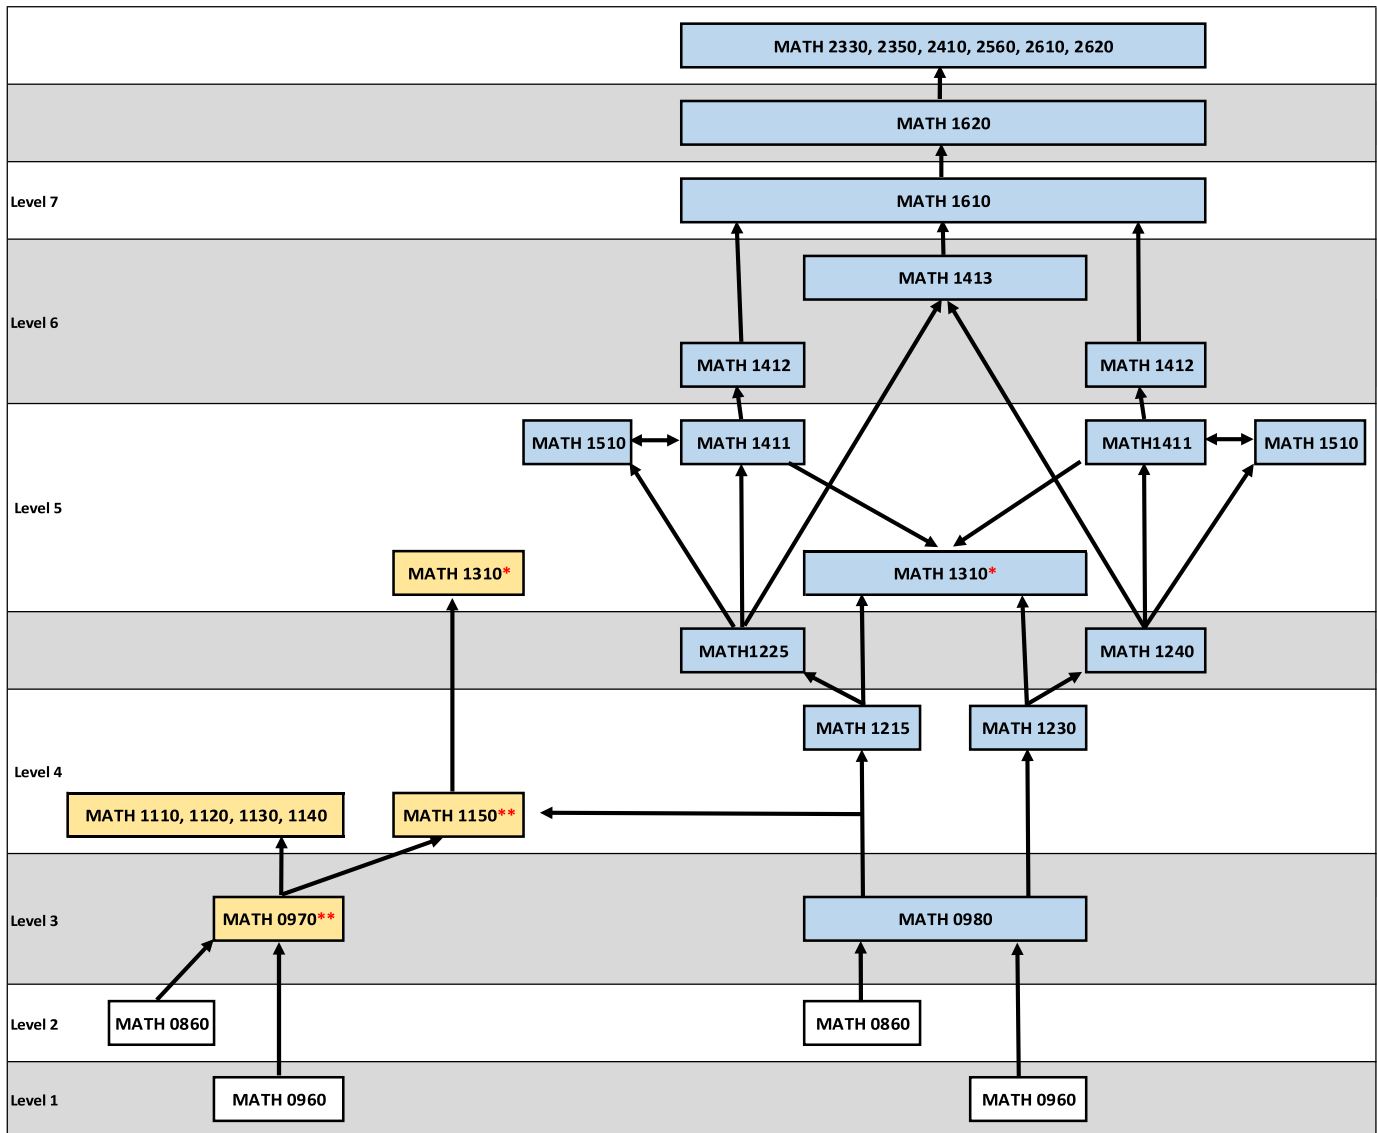 MATH 2330, 2350, 2410, 2560, 2610, 2620
MATH 1620
Level 7
MATH 1610
MATH 1413
Level 6
MATH 1412
MATH 1412
MATH 1510
MATH 1411
MATH1411
MATH 1510
Level 5
MATH 1310*
MATH 1310*
MATH1225
MATH 1240
MATH 1215
MATH 1230
Level 4
MATH 1110, 1120, 1130, 1140
MATH 1150**
Level 3
MATH 0970**
MATH 0980
Level 2
MATH 0860
MATH 0860
Level 1
MATH 0960
MATH 0960